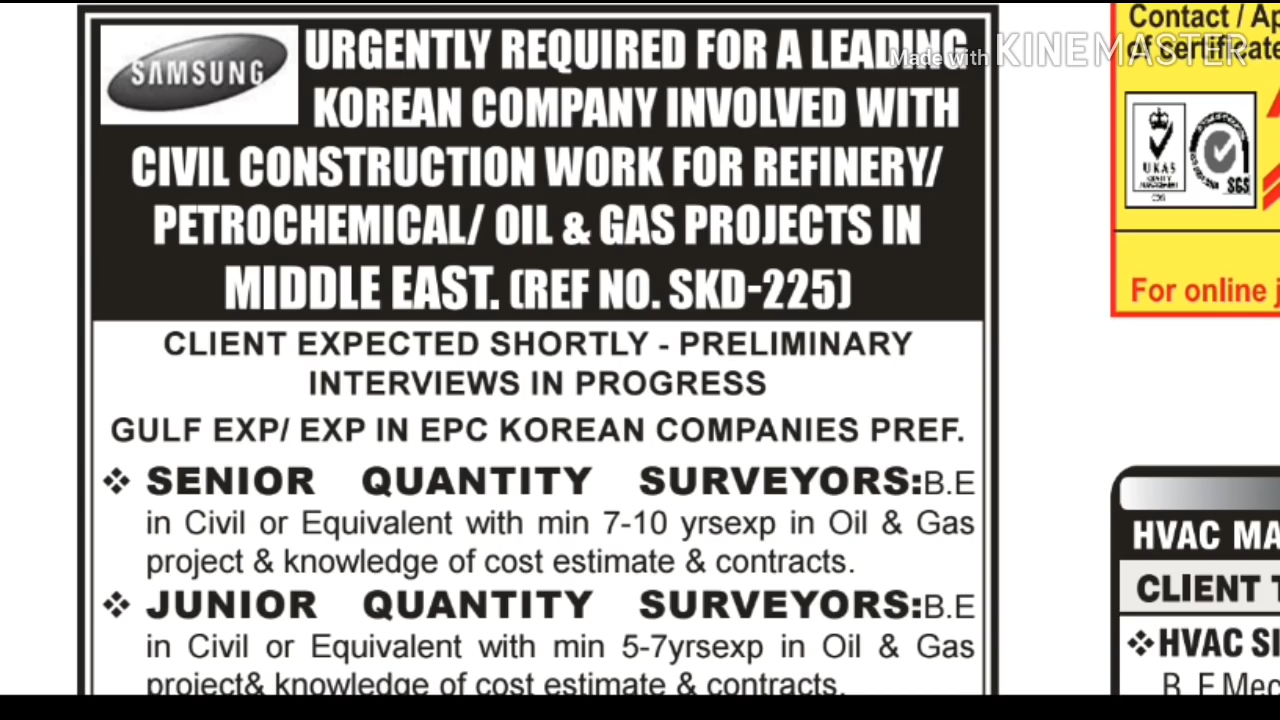 SAMSUNG
URGENTLY REQUIRED FOR A LEADING
KOREAN COMPANY INVOLVED WITH
CIVIL CONSTRUCTION WORK FOR REFINERY/
PETROCHEMICAL/ OIL & GAS PROJECTS IN
MIDDLE EAST. (REF NO. SKD-225)
CLIENT EXPECTED SHORTLY - PRELIMINARY
INTERVIEWS IN PROGRESS
GULF EXP/ EXP IN EPC KOREAN COMPANIES PREF.
❖ SENIOR QUANTITY SURVEYORS:B.E
in Civil or Equivalent with min 7-10 yrsexp in Oil & Gas
project & knowledge of cost estimate & contracts.
❖ JUNIOR QUANTITY SURVEYORS:B.E
in Civil or Equivalent with min 5-7yrsexp in Oil & Gas
project& knowledge of cost estimate & contracts.
Made with KINEMASTER
Contact / Ap
of certificate
UKAS
SGS
For online j
HVAC MA
CLIENT T
❖HVAC SI
B. E Mec